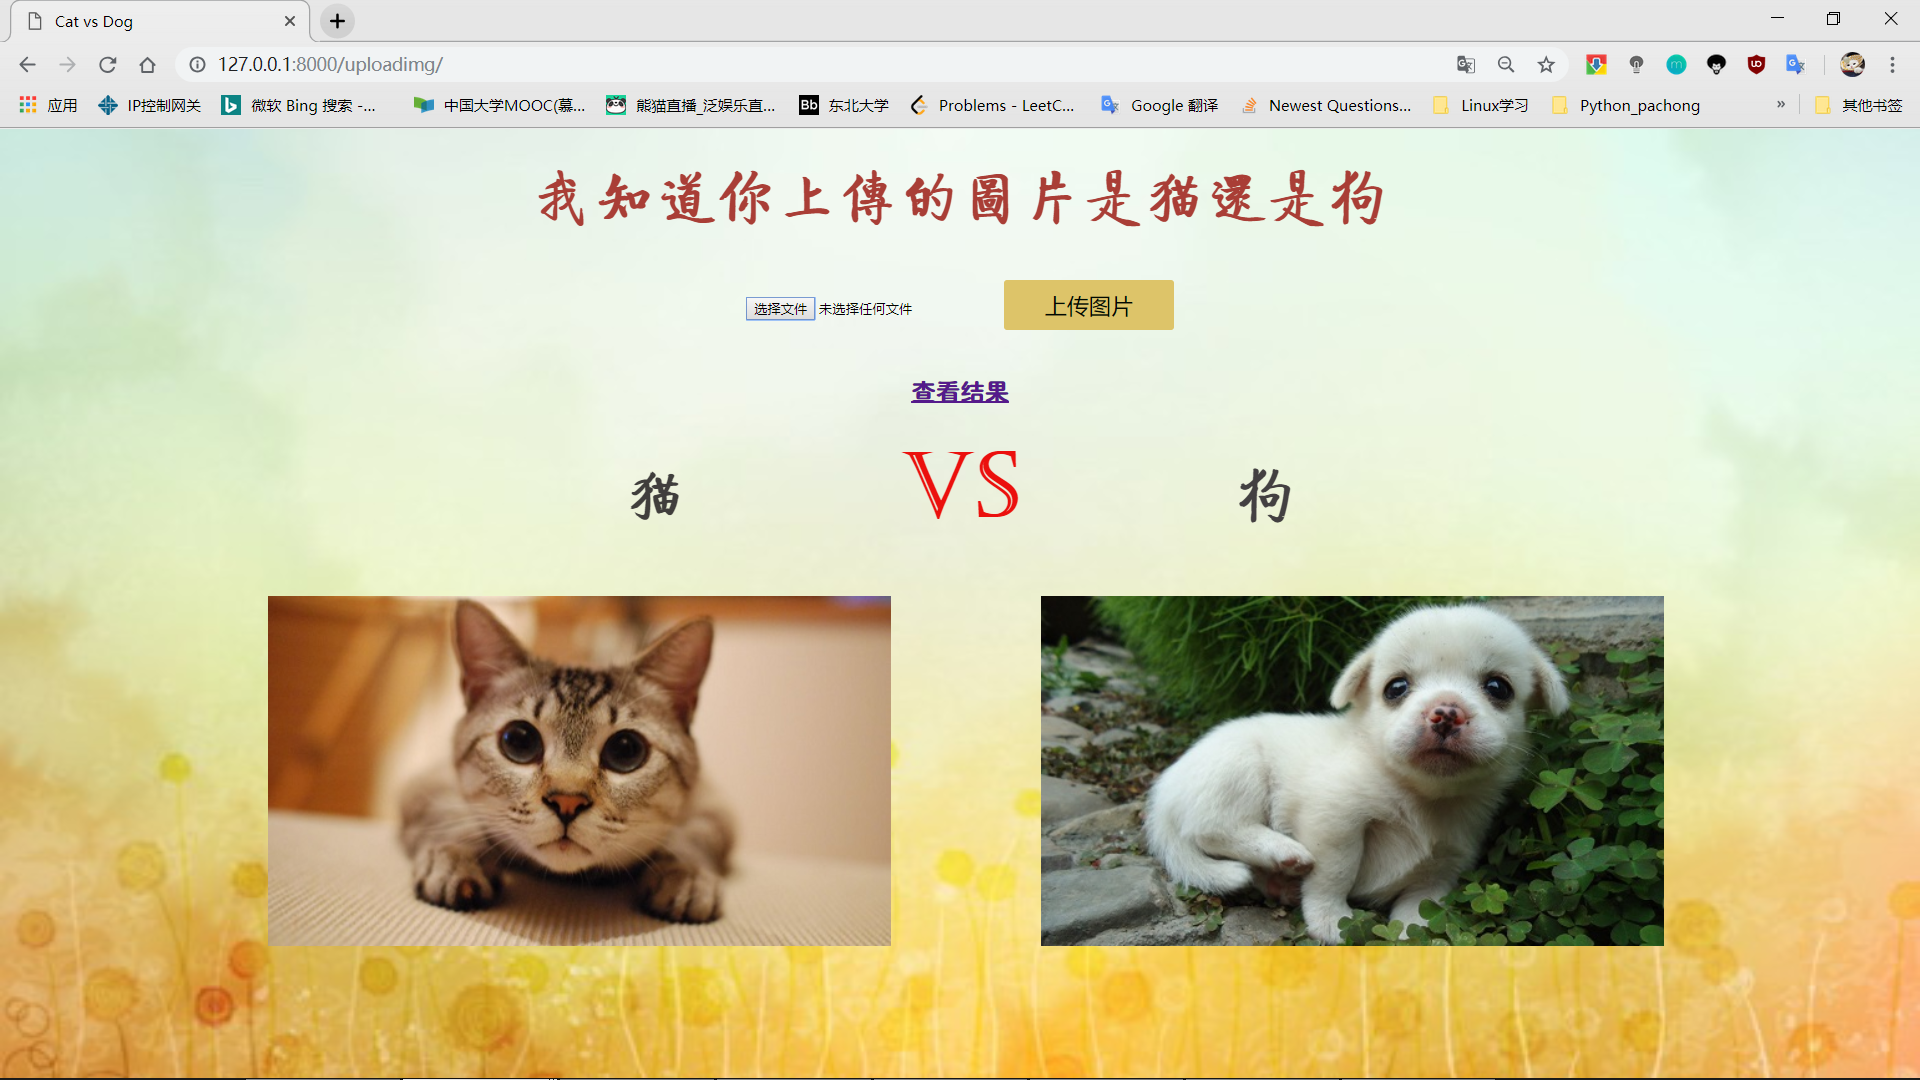 Cat vs Dog
127.0.0.1:8000/uploadimg/
应用 IP控制网关 微软 Bing 搜索 -... 中国大学MOOC(慕... 熊猫直播_泛娱乐直... Bb 东北大学 Problems - LeetC... Google 翻译 Newest Questions... Linux学习 Python_pachong » 其他书签
我知道你上傳的圖片是猫還是狗
选择文件 未选择任何文件 上传图片
查看结果
猫 VS 狗